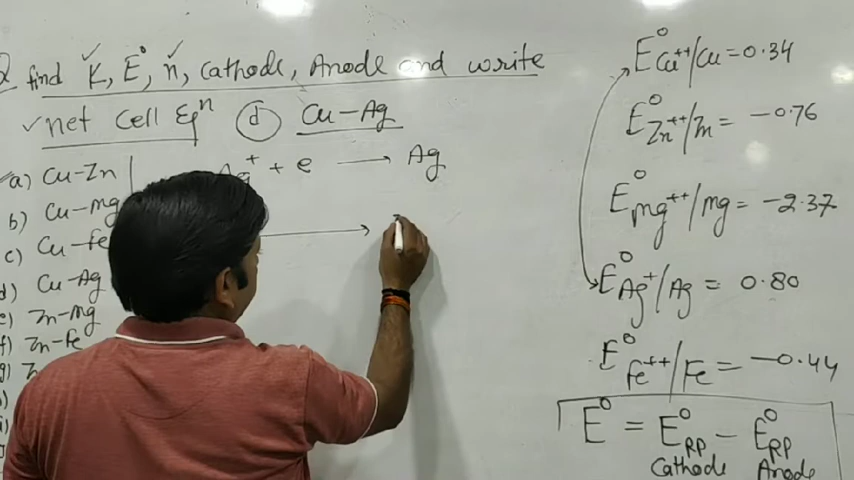 Q find K, E°, n, Cathode, Anode and write
net Cell Eqⁿ (d) Cu-Ag
a) Cu-Zn
b) Cu-mg
c) Cu-fe
d) Cu-Ag
e) Zn-mg
f) Zn-Fe
g)
Ag⁺ + e ⟶ Ag
⟶
E°Cu⁺⁺/Cu = 0.34
E°Zn⁺⁺/Zn = -0.76
E°mg⁺⁺/mg = -2.37
E°Ag⁺/Ag = 0.80
E°Fe⁺⁺/Fe = -0.44
E° = E°RP - E°RP
Cathode Anode